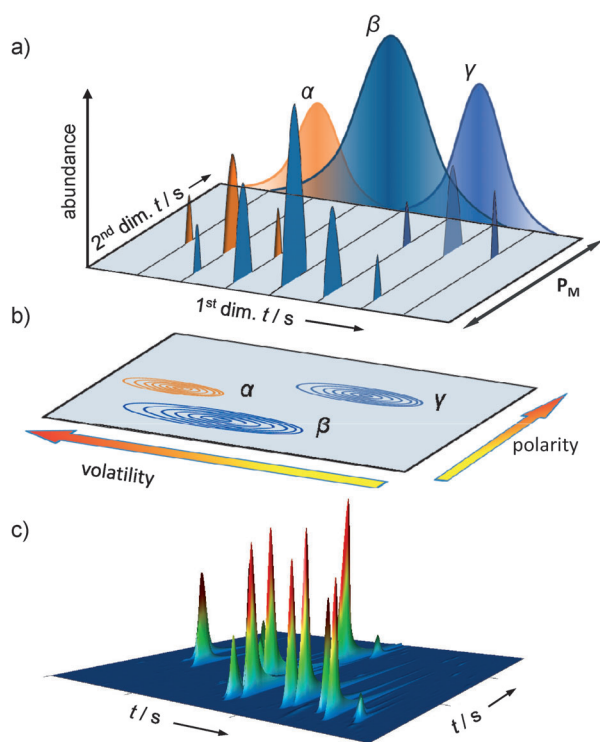 a)
β
γ
α
abundance
2nd dim. t / s
1st dim. t / s
PM
b)
α
γ
β
volatility
polarity
c)
t / s
t / s